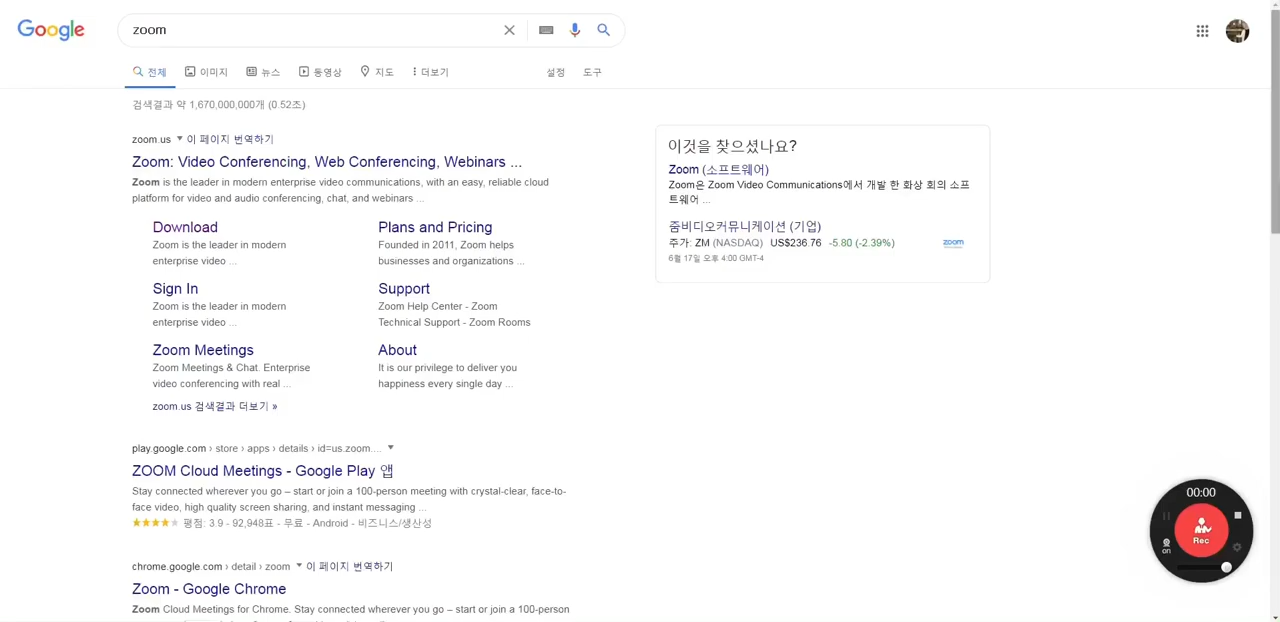 Google
zoom
전체 이미지 뉴스 동영상 지도 더보기 설정 도구
검색결과 약 1,670,000,000개 (0.52초)
zoom.us 이 페이지 번역하기
Zoom: Video Conferencing, Web Conferencing, Webinars ...
Zoom is the leader in modern enterprise video communications, with an easy, reliable cloud
platform for video and audio conferencing, chat, and webinars ...
Download
Zoom is the leader in modern
enterprise video ...
Plans and Pricing
Founded in 2011, Zoom helps
businesses and organizations ...
Sign In
Zoom is the leader in modern
enterprise video ...
Support
Zoom Help Center - Zoom
Technical Support - Zoom Rooms
Zoom Meetings
Zoom Meetings & Chat. Enterprise
video conferencing with real ...
About
It is our privilege to deliver you
happiness every single day ...
zoom.us 검색결과 더보기 »
play.google.com › store › apps › details › id=us.zoom....
ZOOM Cloud Meetings - Google Play 앱
Stay connected wherever you go – start or join a 100-person meeting with crystal-clear, face-to-
face video, high quality screen sharing, and instant messaging ...
평점: 3.9 - 92,948표 - 무료 - Android - 비즈니스/생산성
chrome.google.com › detail › zoom 이 페이지 번역하기
Zoom - Google Chrome
Zoom Cloud Meetings for Chrome. Stay connected wherever you go – start or join a 100-person
이것을 찾으셨나요?
Zoom (소프트웨어)
Zoom은 Zoom Video Communications에서 개발 한 화상 회의 소프
트웨어 ...
줌비디오커뮤니케이션 (기업)
주가: ZM (NASDAQ) US$236.76 -5.80 (-2.39%)
6월 17일 오후 4:00 GMT-4
zoom
00:00
Rec
on